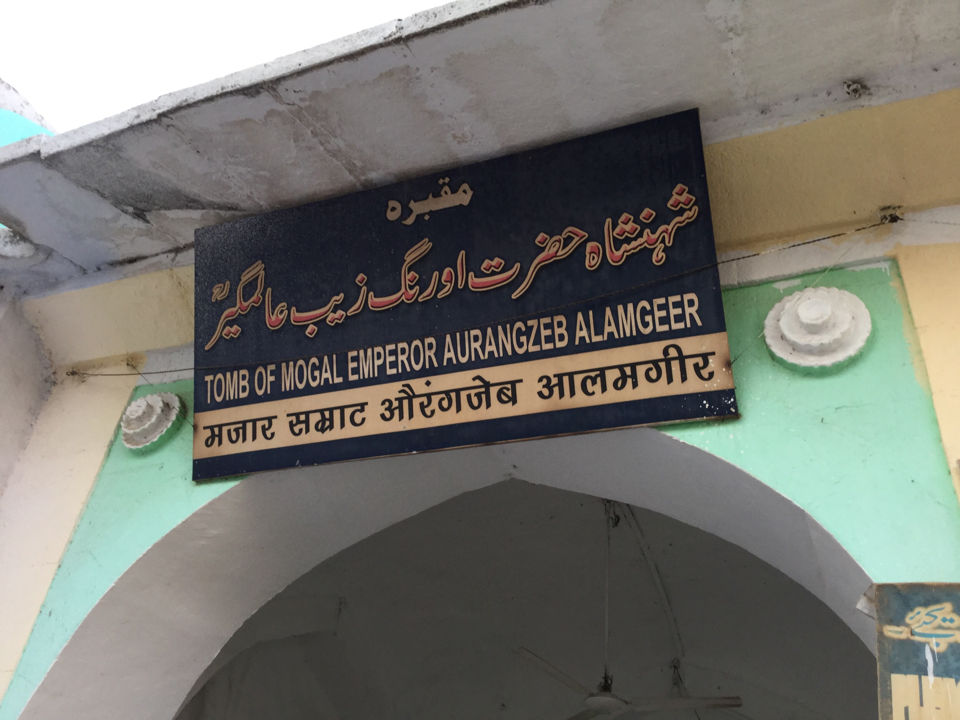 مقبرہ
شہنشاہ حضرت اورنگ زیب عالمگیرؒ
TOMB OF MOGAL EMPEROR AURANGZEB ALAMGEER
मजार सम्राट औरंगजेब आलमगीर